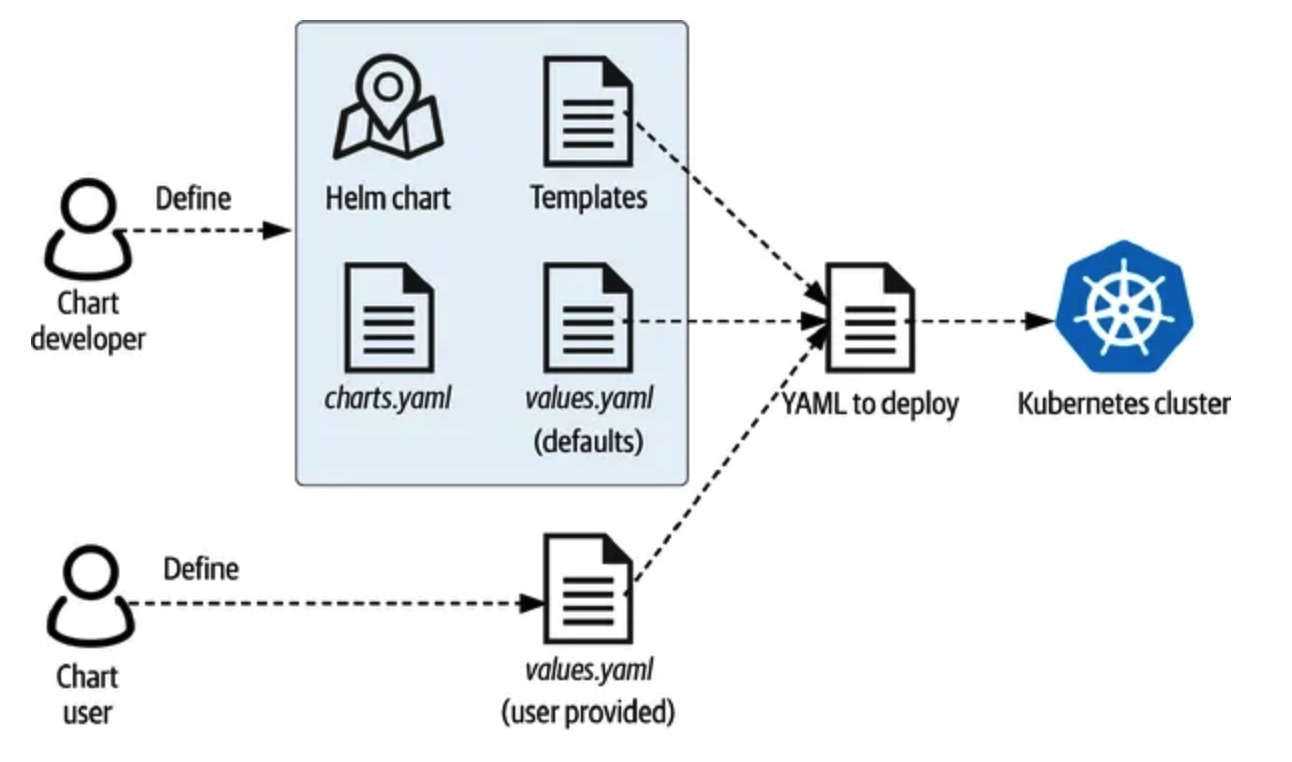 Define
Helm chart
Templates
Chart
developer
charts.yaml
values.yaml
(defaults)
YAML to deploy
Kubernetes cluster
Define
Chart
user
values.yaml
(user provided)